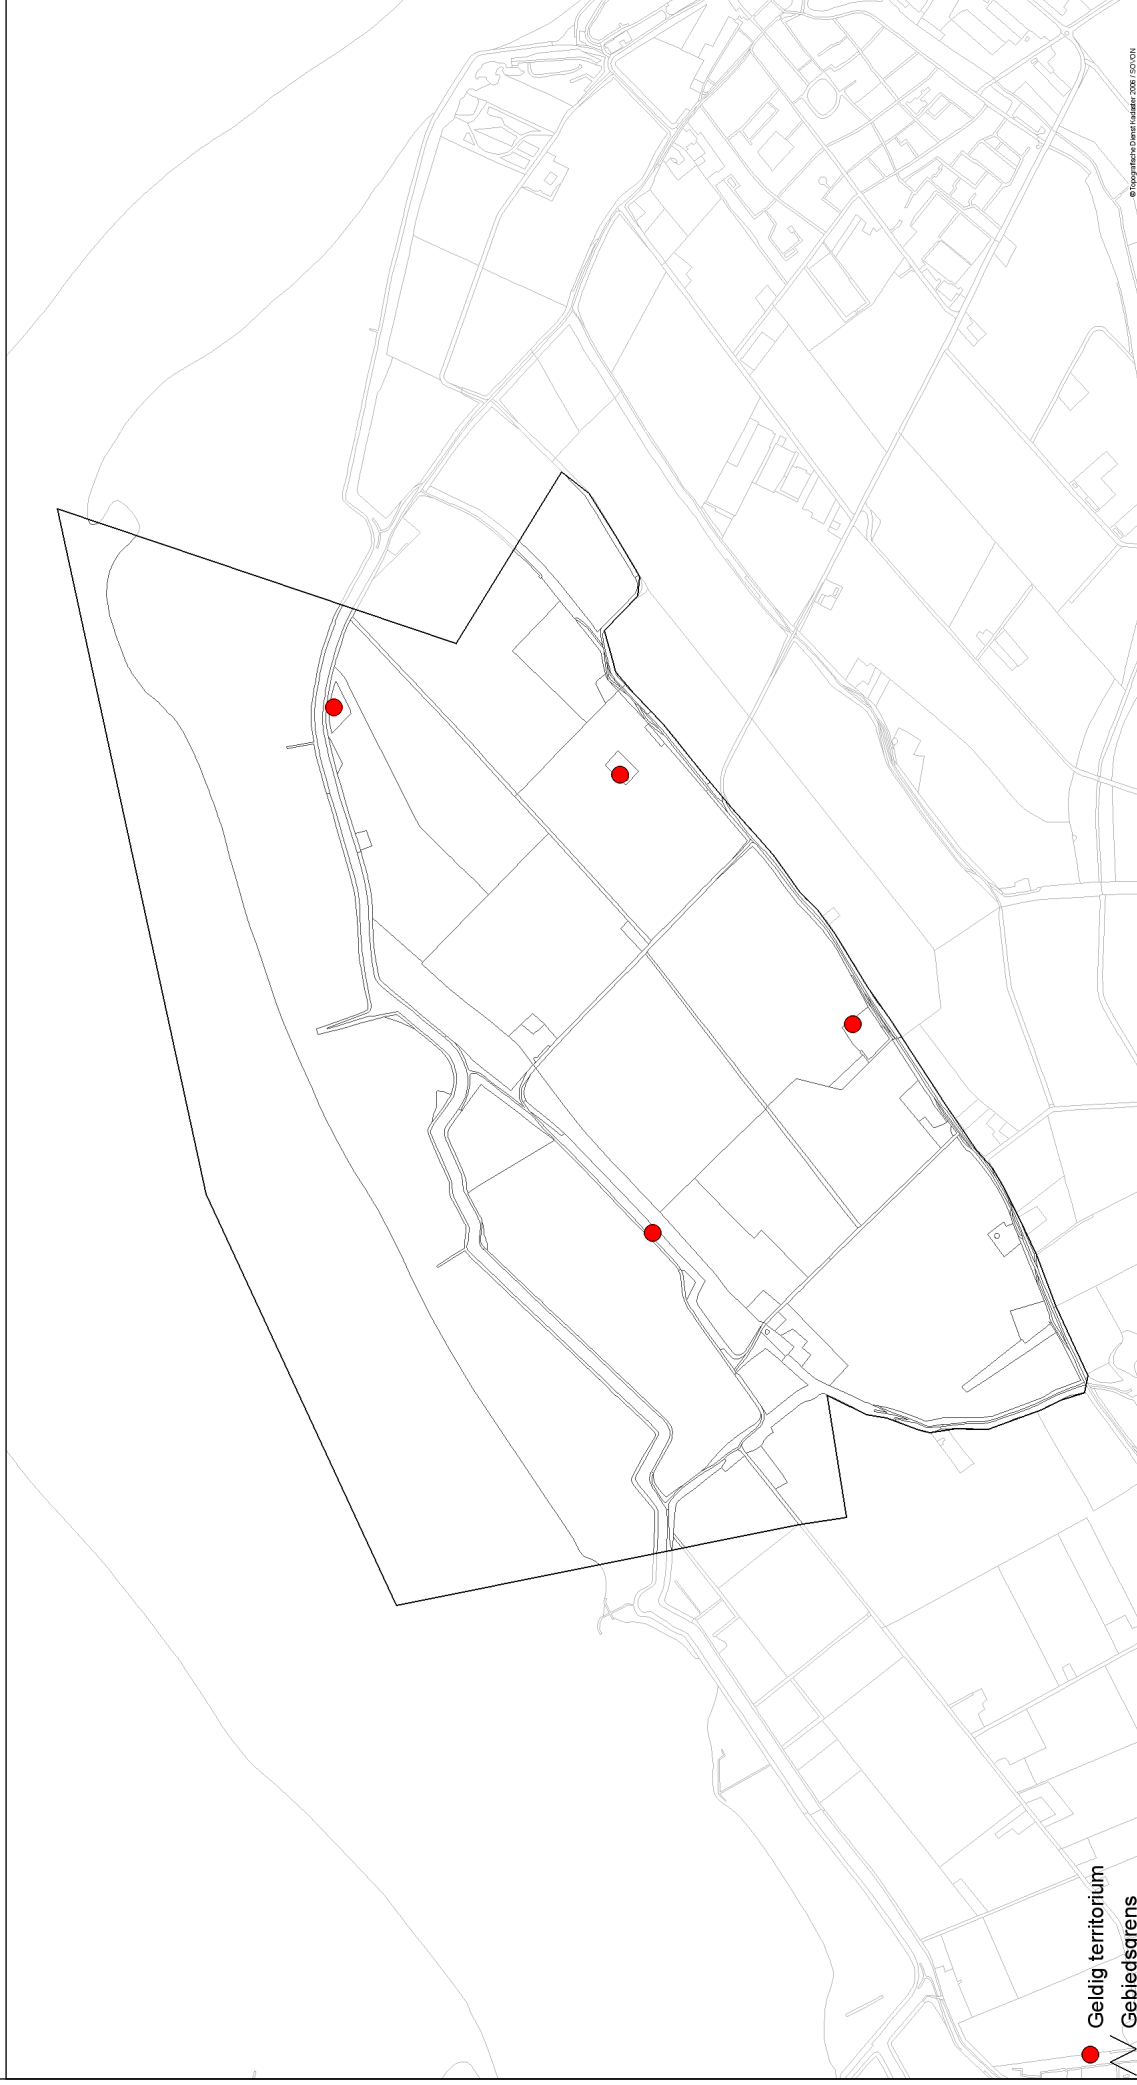 © Topografische Dienst Kadaster 2006 / SOVON
Geldig territorium
Gebiedsgrens